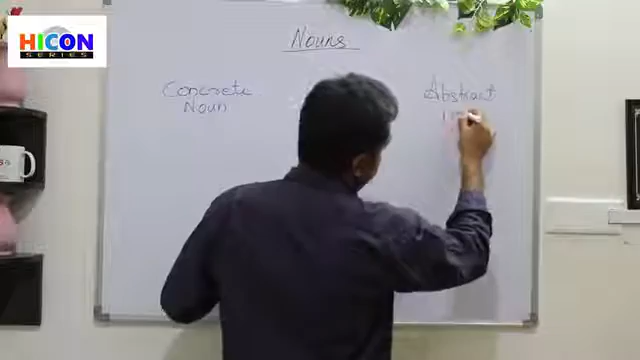 HICON
SERIES
Nouns
Concrete
Noun
Abstract